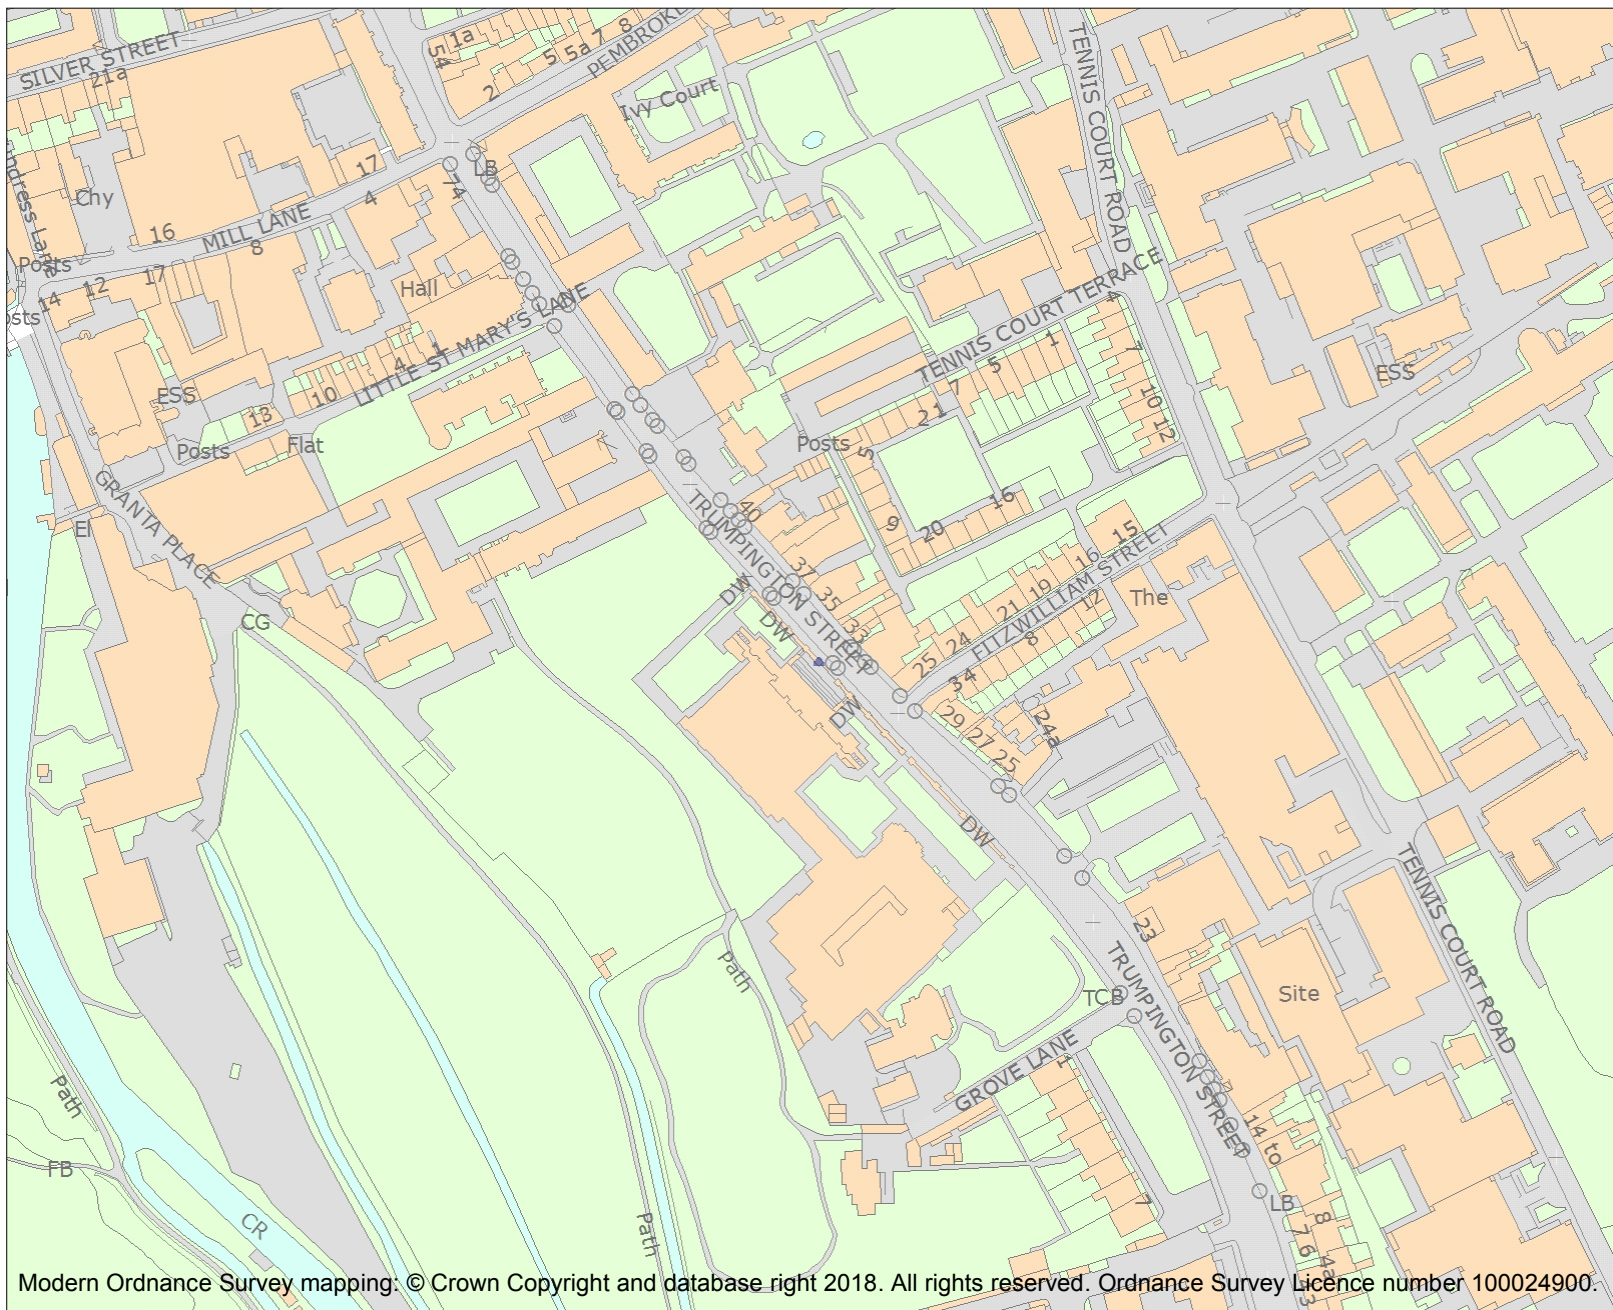 SILVER STREET
21a
54
1a
2
5
5a
7
8
PEMBROKE
Ivy Court
TENNIS COURT ROAD
LB
74
17
4
Chy
16
MILL LANE
8
Posts
14
12
17
Hall
LITTLE ST MARY'S LANE
1
4
10
13
ESS
Posts
Flat
TENNIS COURT TERRACE
4
1
5
7
21
7
10
12
ESS
Posts
5
9
20
16
GRANTA PLACE
El
CG
TRUMPINGTON STREET
40
37
35
33
DW
DW
DW
DW
15
16
19
21
24
25
FITZWILLIAM STREET
12
8
34
The
29
27
25
24a
23
TENNIS COURT ROAD
Site
TCB
TRUMPINGTON STREET
GROVE LANE
1
7
14 to
LB
8
7
6
4a
Path
Path
Path
FB
CR
Modern Ordnance Survey mapping: © Crown Copyright and database right 2018. All rights reserved. Ordnance Survey Licence number 100024900.